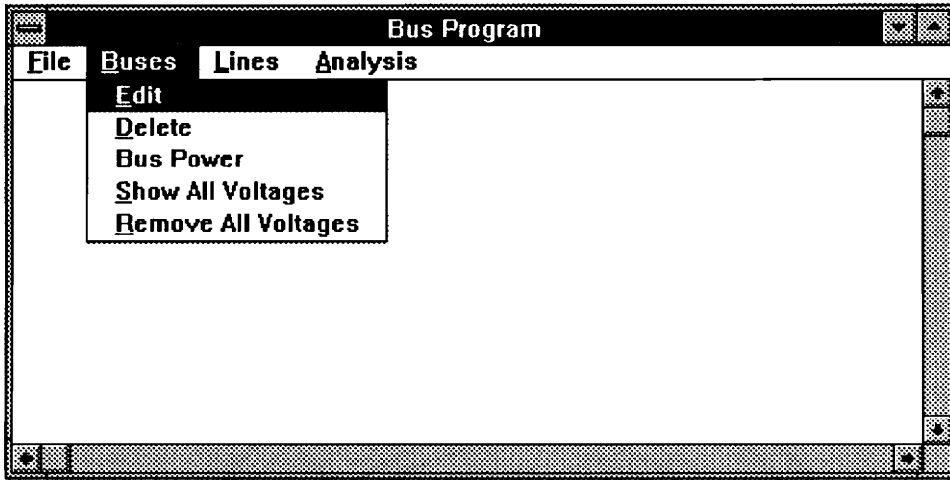 Bus Program
File Buses Lines Analysis
Edit
Delete
Bus Power
Show All Voltages
Remove All Voltages